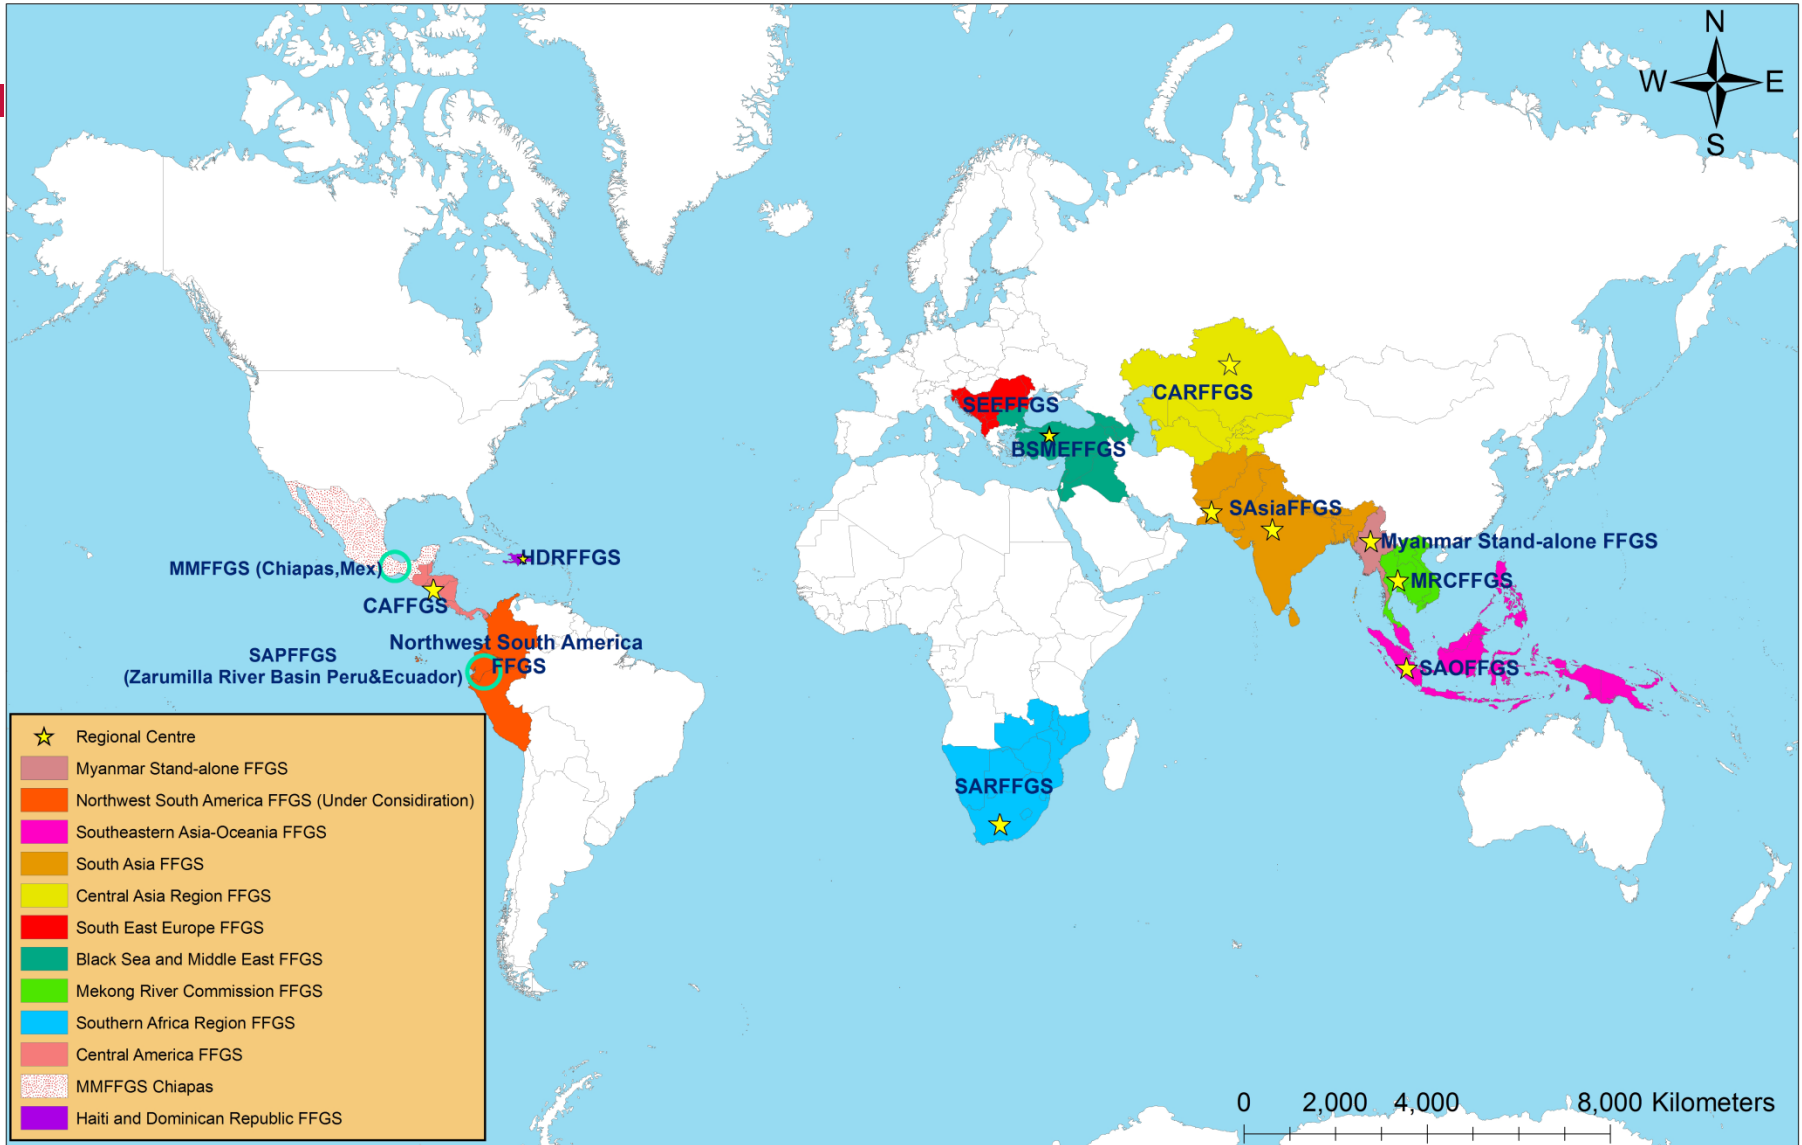 N
W E
S
CARFFGS
SEEFFGS
BSMEFFGS
SAsiaFFGS
Myanmar Stand-alone FFGS
HDRFFGS
MMFFGS (Chiapas,Mex)
MRCFFGS
CAFFGS
Northwest South America
FFGS
SAPFFGS
(Zarumilla River Basin Peru&Ecuador)
SAOFFGS
SARFFGS
Regional Centre
Myanmar Stand-alone FFGS
Northwest South America FFGS (Under Considiration)
Southeastern Asia-Oceania FFGS
South Asia FFGS
Central Asia Region FFGS
South East Europe FFGS
Black Sea and Middle East FFGS
Mekong River Commission FFGS
Southern Africa Region FFGS
Central America FFGS
MMFFGS Chiapas
Haiti and Dominican Republic FFGS
0 2,000 4,000 8,000 Kilometers